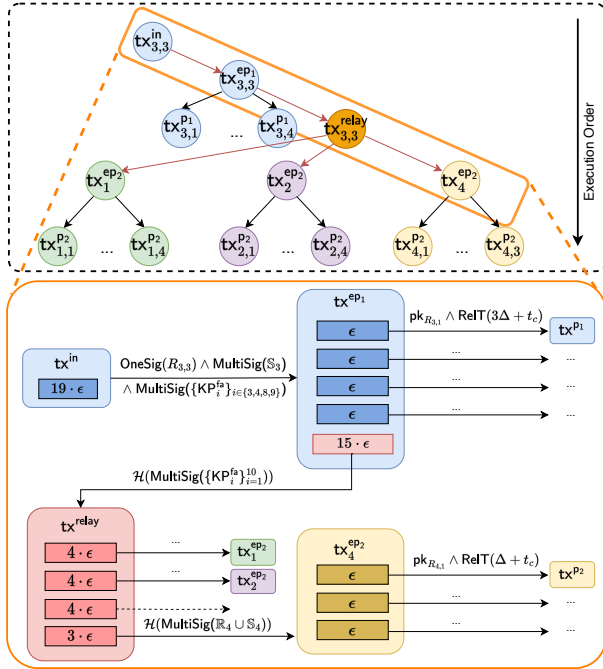 tx^in_3,3
tx^ep1_3,3
tx^p1_3,1 ... tx^p1_3,4 tx^relay_3,3
tx^ep2_1 tx^ep2_2 tx^ep2_4
tx^p2_1,1 ... tx^p2_1,4 tx^p2_2,1 ... tx^p2_2,4 tx^p2_4,1 ... tx^p2_4,3
Execution Order
tx^ep1
ϵ pk_R3,1 ∧ RelT(3Δ + t_c) tx^p1
tx^in OneSig(R_3,3) ∧ MultiSig(𝕊_3) ϵ ... ...
19 · ϵ ∧ MultiSig({KP^fa_i}_i∈{3,4,8,9}) ϵ ... ...
ϵ ... ...
15 · ϵ
ℋ(MultiSig({KP^fa_i}^10_i=1))
tx^relay
4 · ϵ ... tx^ep2_1
4 · ϵ ... tx^ep2_2
4 · ϵ
3 · ϵ ℋ(MultiSig(ℝ_4 ∪ 𝕊_4))
tx^ep2_4
ϵ pk_R4,1 ∧ RelT(Δ + t_c) tx^p2
ϵ ... ...
ϵ ... ...